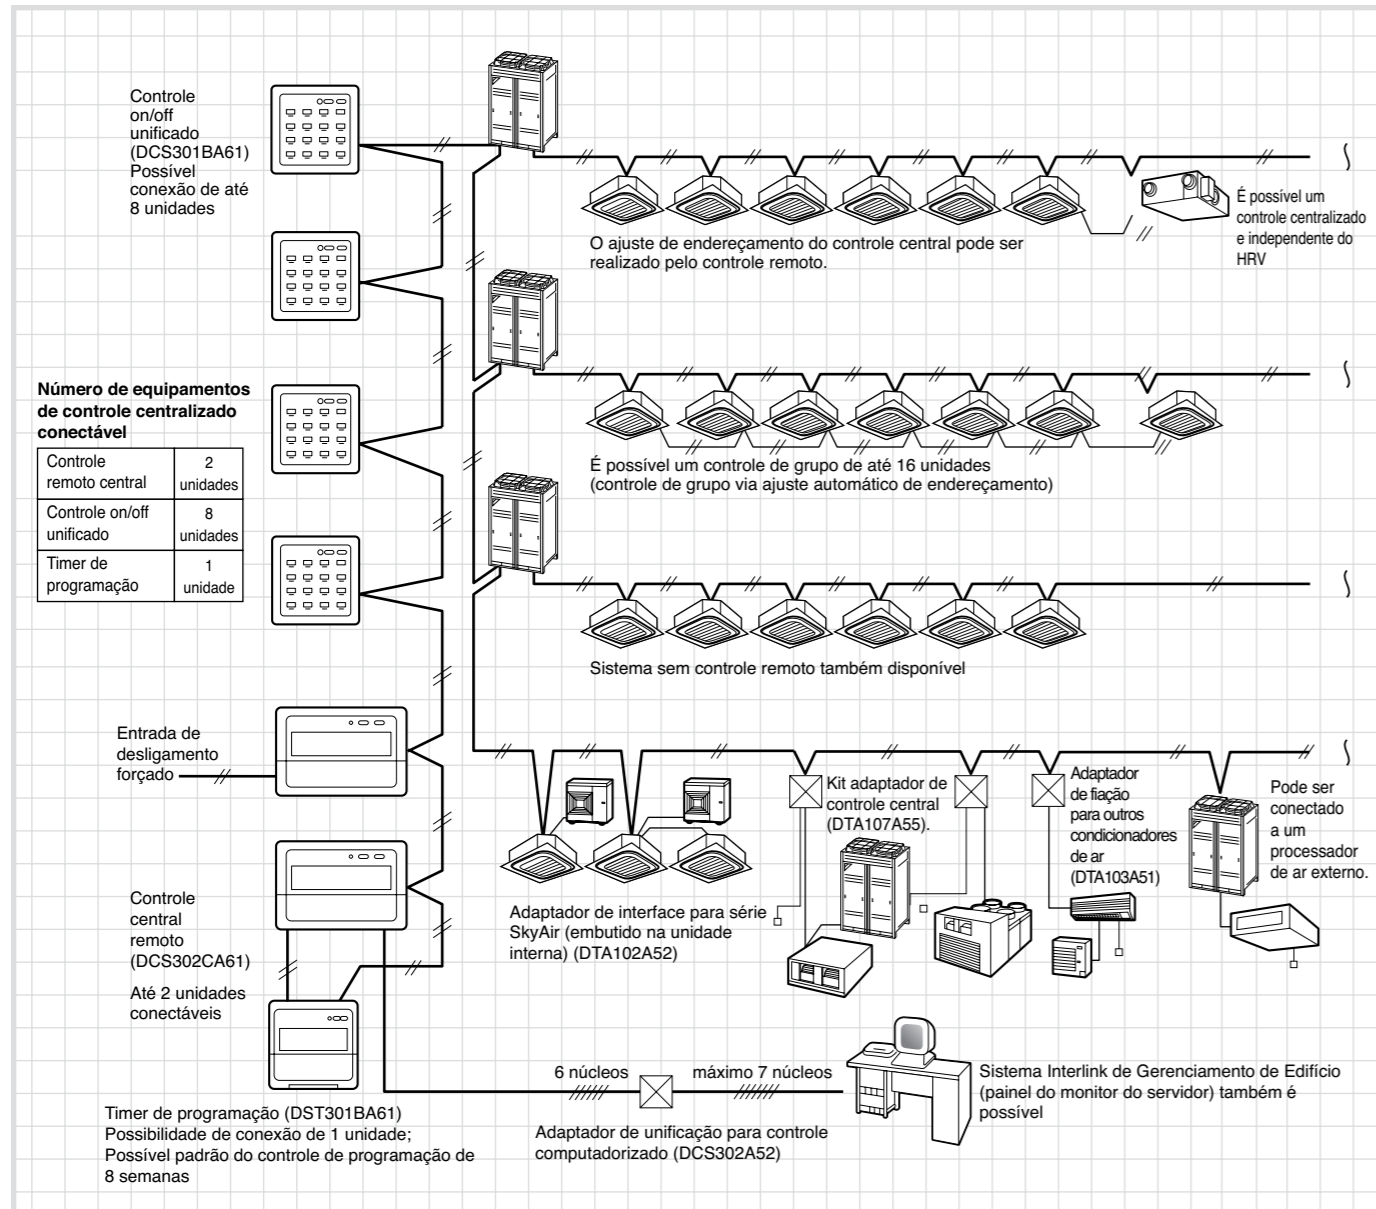 Controle
on/off
unificado
(DCS301BA61)
Possível
conexão de até
8 unidades
É possível um
controle centralizado
e independente do
HRV
O ajuste de endereçamento do controle central pode ser
realizado pelo controle remoto.
Número de equipamentos
de controle centralizado
conectável
Controle
remoto central
2
unidades
Controle on/off
unificado
8
unidades
Timer de
programação
1
unidade
É possível um controle de grupo de até 16 unidades
(controle de grupo via ajuste automático de endereçamento)
Sistema sem controle remoto também disponível
Entrada de
desligamento
forçado
Kit adaptador de
controle central
(DTA107A55).
Adaptador
de fiação
para outros
condicionadores
de ar
(DTA103A51)
Pode ser
conectado
a um
processador
de ar externo.
Adaptador de interface para série
SkyAir (embutido na unidade
interna) (DTA102A52)
Controle
central
remoto
(DCS302CA61)
Até 2 unidades
conectáveis
6 núcleos
máximo 7 núcleos
Sistema Interlink de Gerenciamento de Edifício
(painel do monitor do servidor) também é
possível
Adaptador de unificação para controle
computadorizado (DCS302A52)
Timer de programação (DST301BA61)
Possibilidade de conexão de 1 unidade;
Possível padrão do controle de programação de
8 semanas